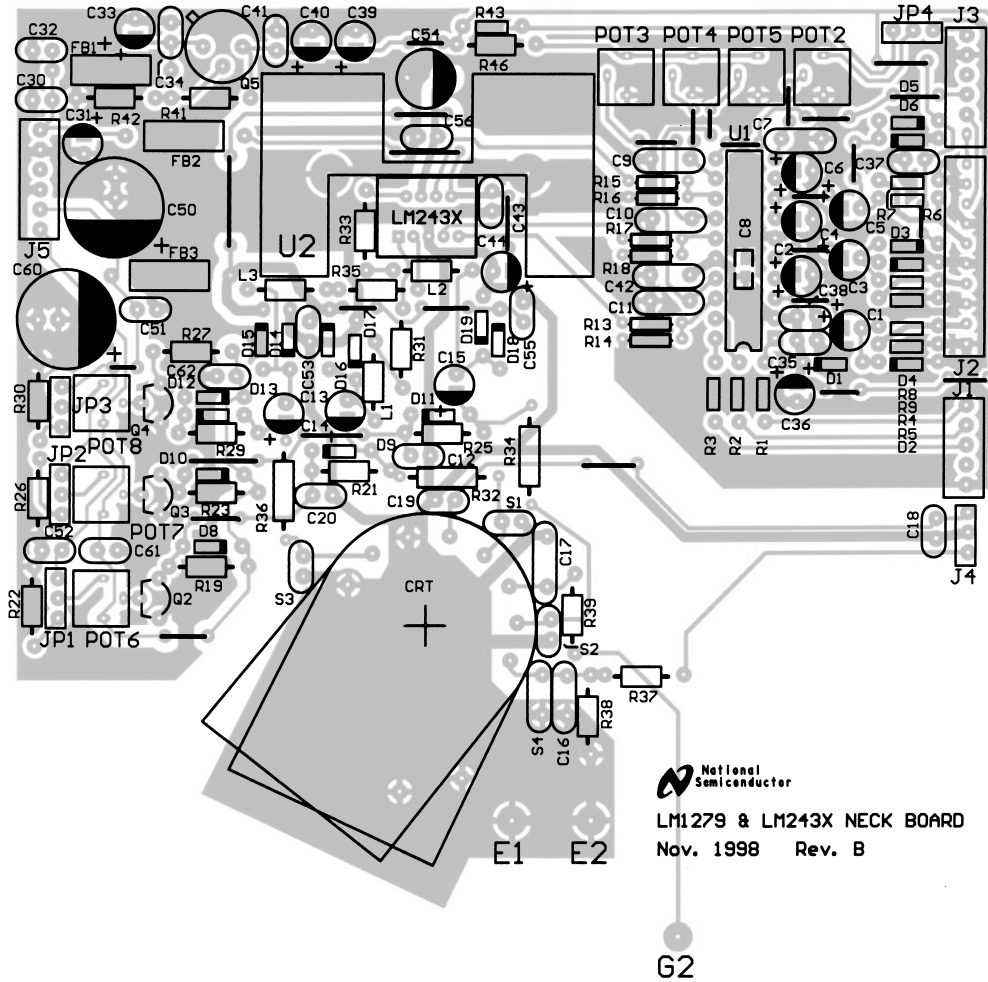 C33
C41
C40
C39
R43
JP4
J3
C32
FB1
C34
Q5
C54
R46
POT3
POT4
POT5
POT2
C30
C31
R42
R41
C56
D5
D6
U1
C7
FB2
C9
C6
C37
R15
R16
C50
R33
LM243X
C43
C10
R17
C8
C4
C5
R7
R6
J5
U2
C44
C2
D3
C60
FB3
L3
R35
L2
R18
C42
C3
C38
C51
D17
D19
C11
R27
D15
D14
R31
D18
C55
R13
R14
C1
C62
C53
D16
C15
C35
D1
J2
R30
D12
D13
C13
L1
D11
D4
J1
JP3
POT8
Q4
C14
R8
R9
R4
R5
D2
R3
R2
R1
C36
R29
D9
R25
R34
JP2
D10
R21
C12
R26
R23
Q3
R36
C20
C19
R32
S1
POT7
C52
C61
D8
C17
C18
R19
S3
J4
R22
Q2
CRT
R39
JP1
POT6
S2
R37
S4
C16
R38
National
Semiconductor
LM1279 & LM243X NECK BOARD
Nov. 1998 Rev. B
E1
E2
G2